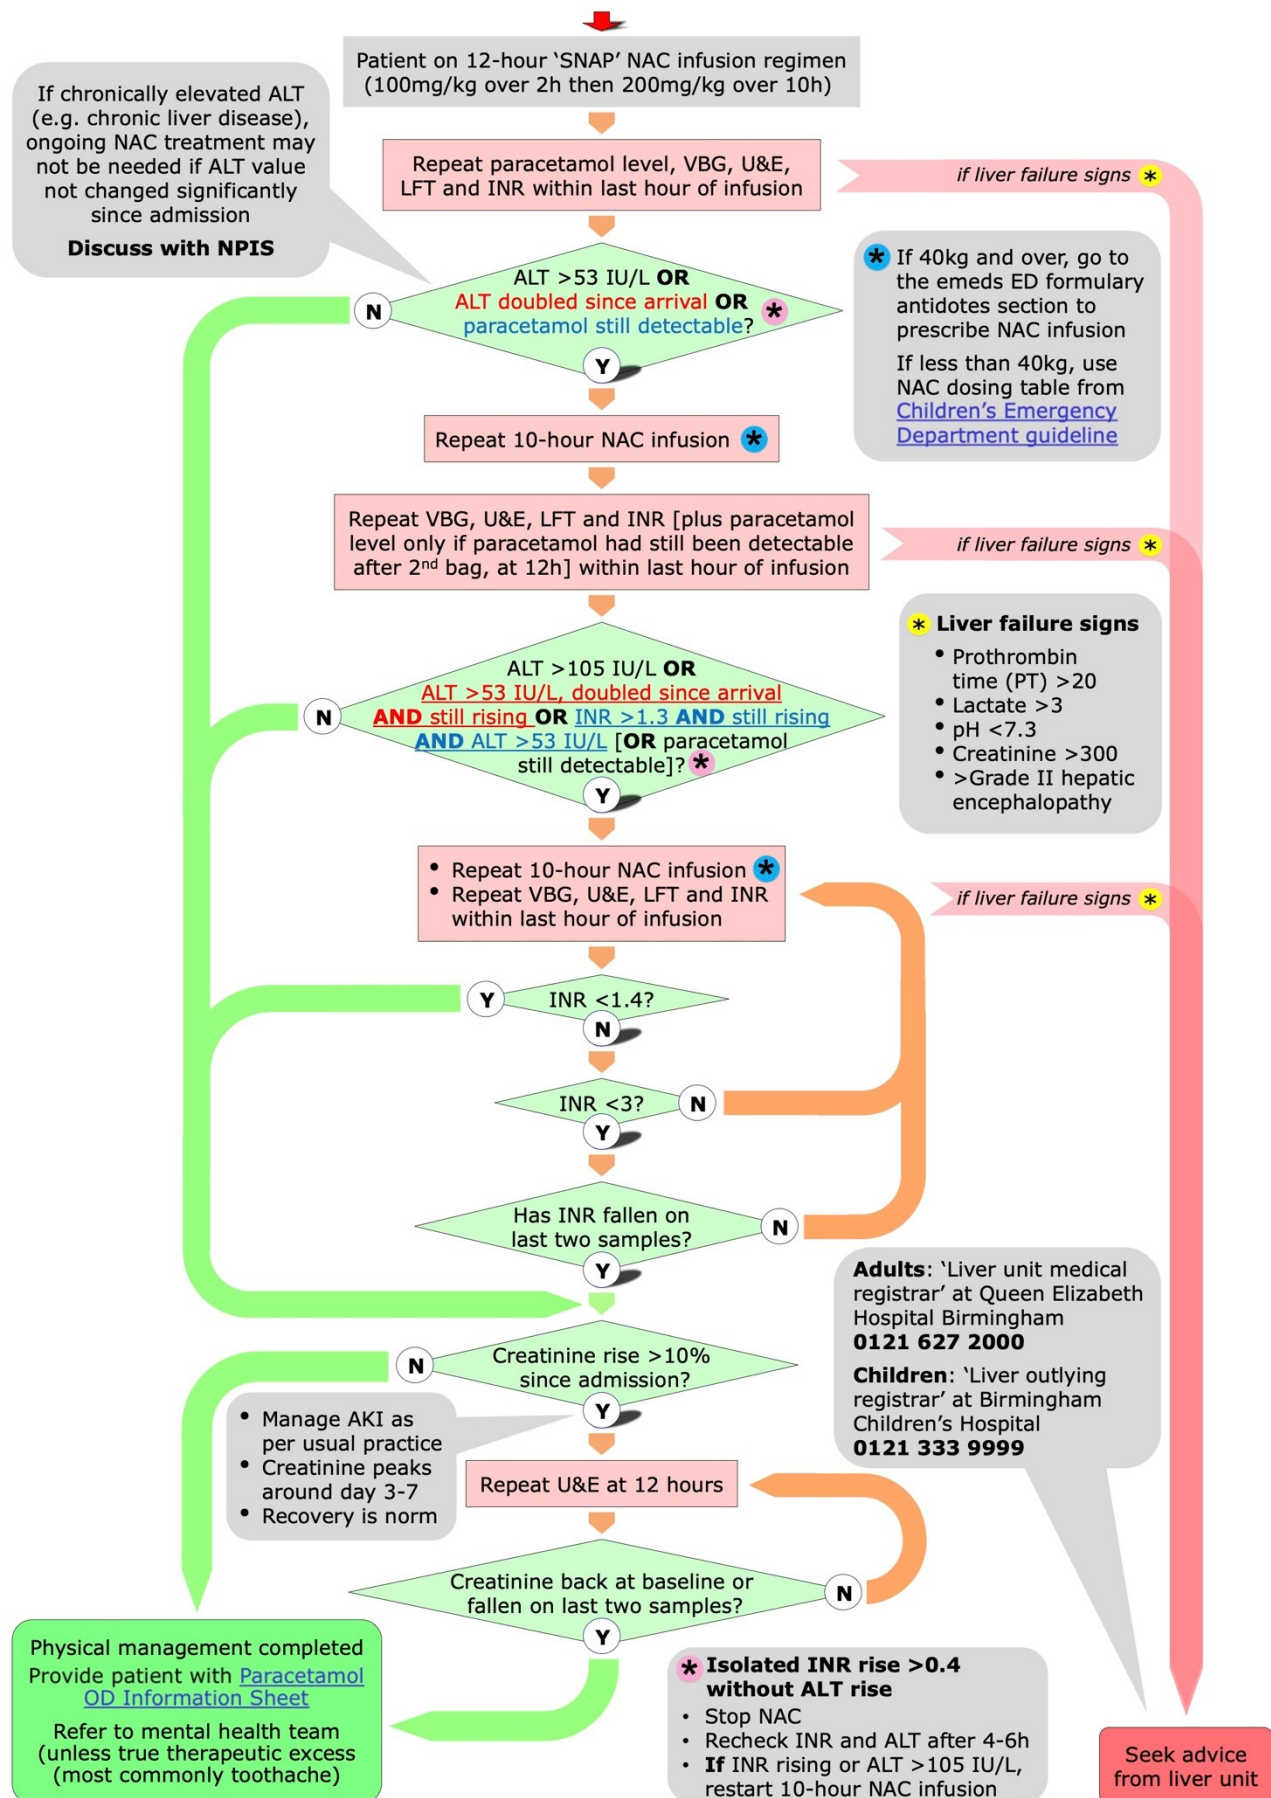 Patient on 12-hour ‘SNAP’ NAC infusion regimen
(100mg/kg over 2h then 200mg/kg over 10h)
If chronically elevated ALT
(e.g. chronic liver disease),
ongoing NAC treatment may
not be needed if ALT value
not changed significantly
since admission
Discuss with NPIS
Repeat paracetamol level, VBG, U&E,
LFT and INR within last hour of infusion
if liver failure signs *
ALT >53 IU/L OR
ALT doubled since arrival OR
paracetamol still detectable? *
N
Y
* If 40kg and over, go to
the emeds ED formulary
antidotes section to
prescribe NAC infusion
If less than 40kg, use
NAC dosing table from
Children’s Emergency
Department guideline
Repeat 10-hour NAC infusion *
Repeat VBG, U&E, LFT and INR [plus paracetamol
level only if paracetamol had still been detectable
after 2nd bag, at 12h] within last hour of infusion
if liver failure signs *
* Liver failure signs
• Prothrombin
time (PT) >20
• Lactate >3
• pH <7.3
• Creatinine >300
• >Grade II hepatic
encephalopathy
ALT >105 IU/L OR
ALT >53 IU/L, doubled since arrival
AND still rising OR INR >1.3 AND still rising
AND ALT >53 IU/L [OR paracetamol
still detectable]? *
N
Y
• Repeat 10-hour NAC infusion *
• Repeat VBG, U&E, LFT and INR
within last hour of infusion
if liver failure signs *
Y
INR <1.4?
N
INR <3?
N
Y
Has INR fallen on
last two samples?
N
Y
Adults: ‘Liver unit medical
registrar’ at Queen Elizabeth
Hospital Birmingham
0121 627 2000
Children: ‘Liver outlying
registrar’ at Birmingham
Children’s Hospital
0121 333 9999
N
Creatinine rise >10%
since admission?
Y
• Manage AKI as
per usual practice
• Creatinine peaks
around day 3-7
• Recovery is norm
Repeat U&E at 12 hours
Creatinine back at baseline or
fallen on last two samples?
N
Y
Physical management completed
Provide patient with Paracetamol
OD Information Sheet
Refer to mental health team
(unless true therapeutic excess
(most commonly toothache)
* Isolated INR rise >0.4
without ALT rise
• Stop NAC
• Recheck INR and ALT after 4-6h
• If INR rising or ALT >105 IU/L,
restart 10-hour NAC infusion
Seek advice
from liver unit